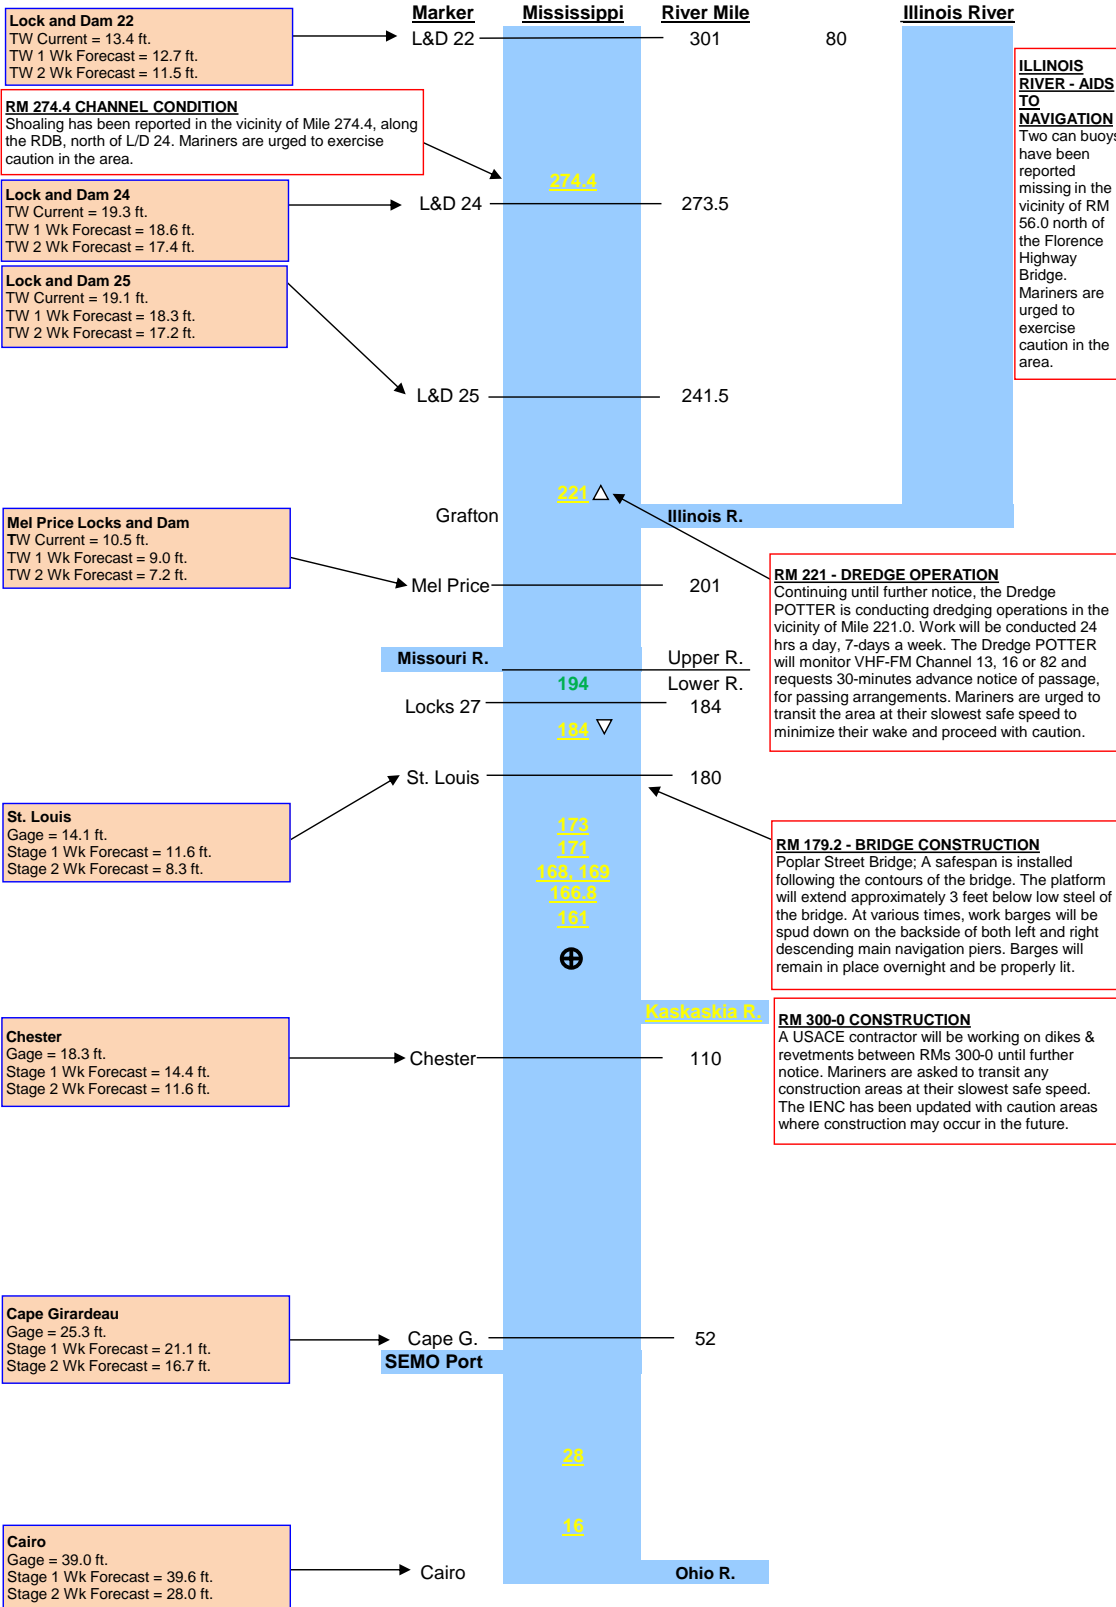 Marker Mississippi River Mile Illinois River
Lock and Dam 22
TW Current = 13.4 ft.
TW 1 Wk Forecast = 12.7 ft.
TW 2 Wk Forecast = 11.5 ft.
L&D 22 301 80
ILLINOIS
RIVER - AIDS
TO
NAVIGATION
Two can buoys
have been
reported
missing in the
vicinity of RM
56.0 north of
the Florence
Highway
Bridge.
Mariners are
urged to
exercise
caution in the
area.
RM 274.4 CHANNEL CONDITION
Shoaling has been reported in the vicinity of Mile 274.4, along
the RDB, north of L/D 24. Mariners are urged to exercise
caution in the area.
274.4
Lock and Dam 24
TW Current = 19.3 ft.
TW 1 Wk Forecast = 18.6 ft.
TW 2 Wk Forecast = 17.4 ft.
L&D 24 273.5
Lock and Dam 25
TW Current = 19.1 ft.
TW 1 Wk Forecast = 18.3 ft.
TW 2 Wk Forecast = 17.2 ft.
L&D 25 241.5
221
Grafton Illinois R.
Mel Price Locks and Dam
TW Current = 10.5 ft.
TW 1 Wk Forecast = 9.0 ft.
TW 2 Wk Forecast = 7.2 ft.
Mel Price 201
RM 221 - DREDGE OPERATION
Continuing until further notice, the Dredge
POTTER is conducting dredging operations in the
vicinity of Mile 221.0. Work will be conducted 24
hrs a day, 7-days a week. The Dredge POTTER
will monitor VHF-FM Channel 13, 16 or 82 and
requests 30-minutes advance notice of passage,
for passing arrangements. Mariners are urged to
transit the area at their slowest safe speed to
minimize their wake and proceed with caution.
Missouri R. Upper R.
194 Lower R.
Locks 27 184
184
St. Louis 180
St. Louis
Gage = 14.1 ft.
Stage 1 Wk Forecast = 11.6 ft.
Stage 2 Wk Forecast = 8.3 ft.
173
171
168, 169
166.8
161
RM 179.2 - BRIDGE CONSTRUCTION
Poplar Street Bridge; A safespan is installed
following the contours of the bridge. The platform
will extend approximately 3 feet below low steel of
the bridge. At various times, work barges will be
spud down on the backside of both left and right
descending main navigation piers. Barges will
remain in place overnight and be properly lit.
Kaskaskia R.
RM 300-0 CONSTRUCTION
A USACE contractor will be working on dikes &
revetments between RMs 300-0 until further
notice. Mariners are asked to transit any
construction areas at their slowest safe speed.
The IENC has been updated with caution areas
where construction may occur in the future.
Chester
Gage = 18.3 ft.
Stage 1 Wk Forecast = 14.4 ft.
Stage 2 Wk Forecast = 11.6 ft.
Chester 110
Cape Girardeau
Gage = 25.3 ft.
Stage 1 Wk Forecast = 21.1 ft.
Stage 2 Wk Forecast = 16.7 ft.
Cape G. 52
SEMO Port
28
16
Cairo
Gage = 39.0 ft.
Stage 1 Wk Forecast = 39.6 ft.
Stage 2 Wk Forecast = 28.0 ft.
Cairo Ohio R.